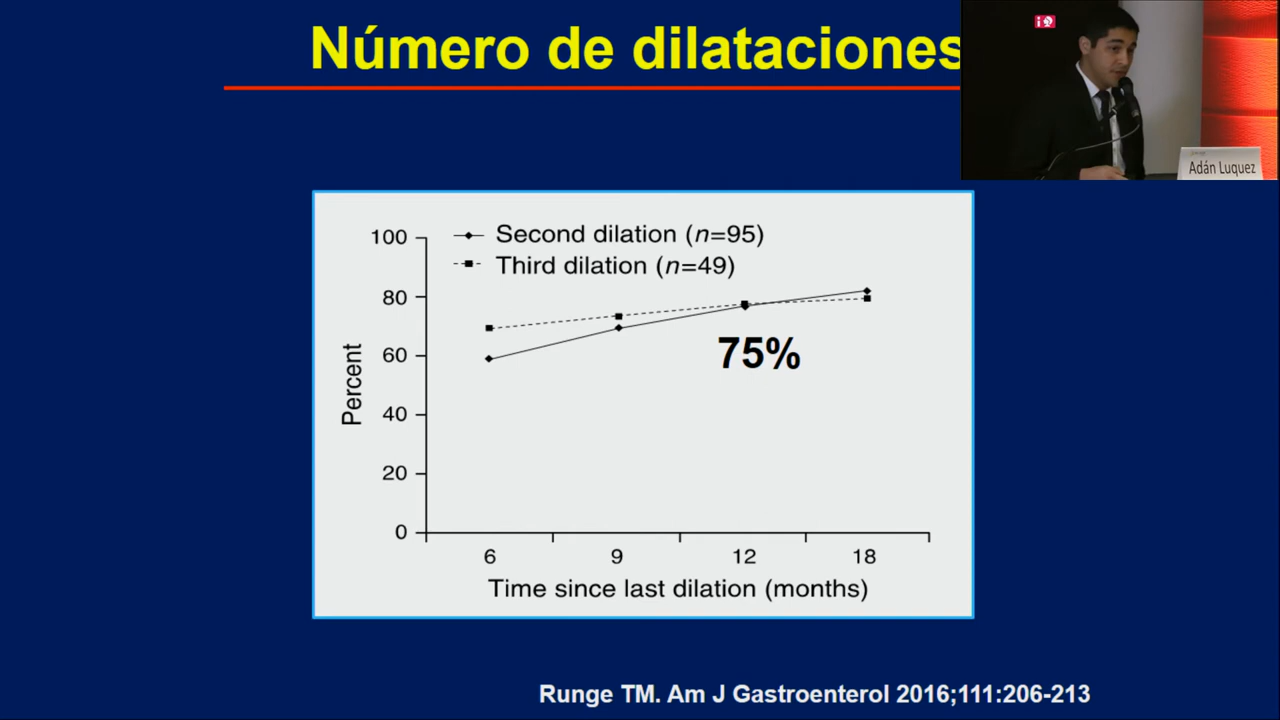 Número de dilataciones
iQ
Adán Luquez
Second dilation (n=95)
Third dilation (n=49)
100
80
60
40
20
0
Percent
75%
6 9 12 18
Time since last dilation (months)
Runge TM. Am J Gastroenterol 2016;111:206-213